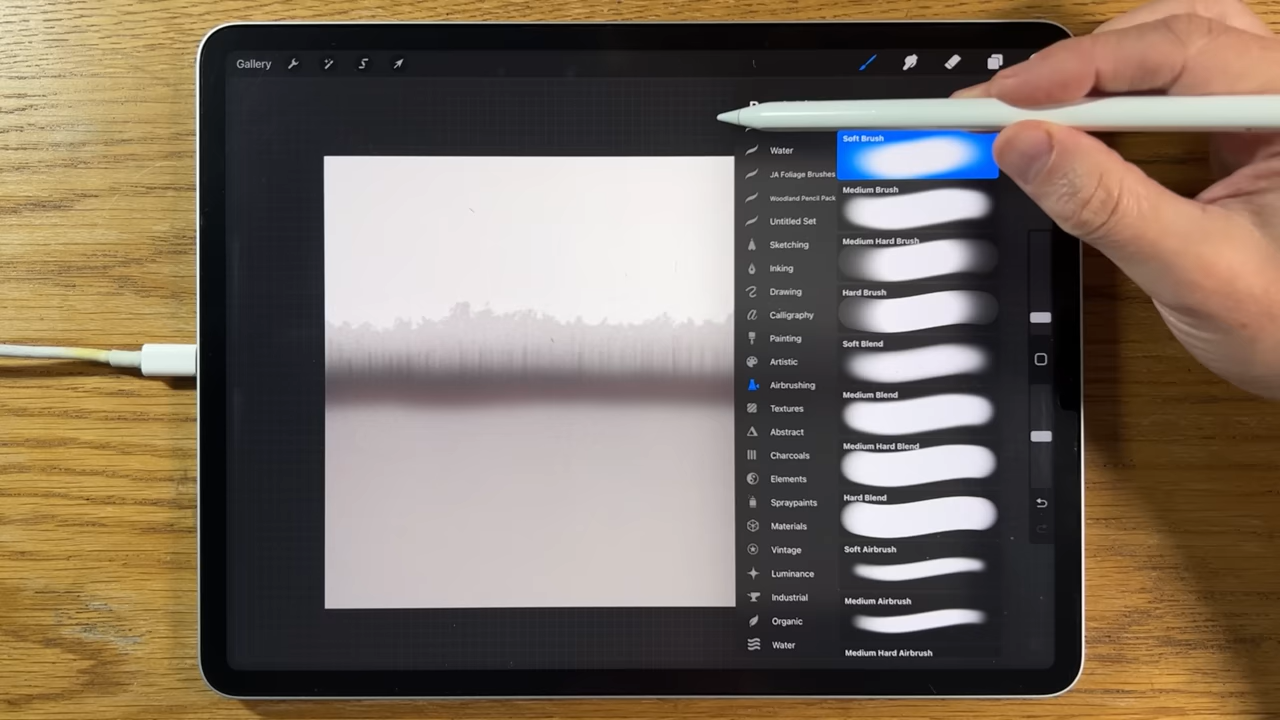 Gallery
Water
JA Foliage Brushes
Woodland Pencil Pack
Untitled Set
Sketching
Inking
Drawing
Calligraphy
Painting
Artistic
Airbrushing
Textures
Abstract
Charcoals
Elements
Spraypaints
Materials
Vintage
Luminance
Industrial
Organic
Water
Soft Brush
Medium Brush
Medium Hard Brush
Hard Brush
Soft Blend
Medium Blend
Medium Hard Blend
Hard Blend
Soft Airbrush
Medium Airbrush
Medium Hard Airbrush